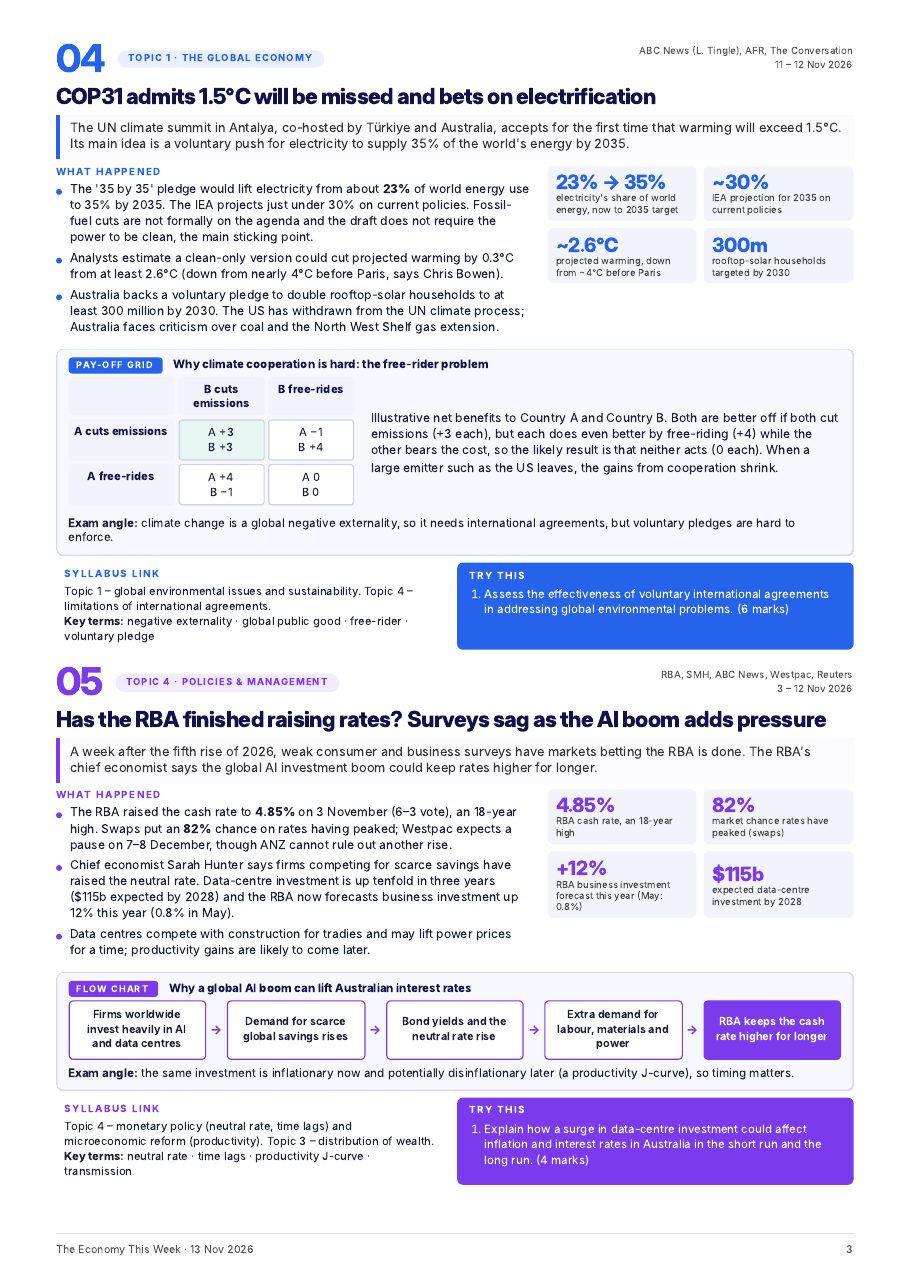 04
TOPIC 1 · THE GLOBAL ECONOMY
ABC News (L. Tingle), AFR, The Conversation
11 – 12 Nov 2026
COP31 admits 1.5°C will be missed and bets on electrification
The UN climate summit in Antalya, co-hosted by Türkiye and Australia, accepts for the first time that warming will exceed 1.5°C.
Its main idea is a voluntary push for electricity to supply 35% of the world's energy by 2035.
WHAT HAPPENED
• The '35 by 35' pledge would lift electricity from about 23% of world energy use
to 35% by 2035. The IEA projects just under 30% on current policies. Fossil-
fuel cuts are not formally on the agenda and the draft does not require the
power to be clean, the main sticking point.
• Analysts estimate a clean-only version could cut projected warming by 0.3°C
from at least 2.6°C (down from nearly 4°C before Paris, says Chris Bowen).
• Australia backs a voluntary pledge to double rooftop-solar households to at
least 300 million by 2030. The US has withdrawn from the UN climate process;
Australia faces criticism over coal and the North West Shelf gas extension.
23% → 35%
electricity's share of world
energy, now to 2035 target
~30%
IEA projection for 2035 on
current policies
~2.6°C
projected warming, down
from ~4°C before Paris
300m
rooftop-solar households
targeted by 2030
PAY-OFF GRID
Why climate cooperation is hard: the free-rider problem
B cuts
emissions
B free-rides
A cuts emissions
A +3
B +3
A −1
B +4
A free-rides
A +4
B −1
A 0
B 0
Illustrative net benefits to Country A and Country B. Both are better off if both cut
emissions (+3 each), but each does even better by free-riding (+4) while the
other bears the cost, so the likely result is that neither acts (0 each). When a
large emitter such as the US leaves, the gains from cooperation shrink.
Exam angle: climate change is a global negative externality, so it needs international agreements, but voluntary pledges are hard to
enforce.
SYLLABUS LINK
Topic 1 – global environmental issues and sustainability. Topic 4 –
limitations of international agreements.
Key terms: negative externality · global public good · free-rider ·
voluntary pledge
TRY THIS
1. Assess the effectiveness of voluntary international agreements
in addressing global environmental problems. (6 marks)
05
TOPIC 4 · POLICIES & MANAGEMENT
RBA, SMH, ABC News, Westpac, Reuters
3 – 12 Nov 2026
Has the RBA finished raising rates? Surveys sag as the AI boom adds pressure
A week after the fifth rise of 2026, weak consumer and business surveys have markets betting the RBA is done. The RBA's
chief economist says the global AI investment boom could keep rates higher for longer.
WHAT HAPPENED
• The RBA raised the cash rate to 4.85% on 3 November (6–3 vote), an 18-year
high. Swaps put an 82% chance on rates having peaked; Westpac expects a
pause on 7–8 December, though ANZ cannot rule out another rise.
• Chief economist Sarah Hunter says firms competing for scarce savings have
raised the neutral rate. Data-centre investment is up tenfold in three years
($115b expected by 2028) and the RBA now forecasts business investment up
12% this year (0.8% in May).
• Data centres compete with construction for tradies and may lift power prices
for a time; productivity gains are likely to come later.
4.85%
RBA cash rate, an 18-year
high
82%
market chance rates have
peaked (swaps)
+12%
RBA business investment
forecast this year (May:
0.8%)
$115b
expected data-centre
investment by 2028
FLOW CHART
Why a global AI boom can lift Australian interest rates
Firms worldwide
invest heavily in AI
and data centres
→
Demand for scarce
global savings rises
→
Bond yields and the
neutral rate rise
→
Extra demand for
labour, materials and
power
→
RBA keeps the cash
rate higher for longer
Exam angle: the same investment is inflationary now and potentially disinflationary later (a productivity J-curve), so timing matters.
SYLLABUS LINK
Topic 4 – monetary policy (neutral rate, time lags) and
microeconomic reform (productivity). Topic 3 – distribution of wealth.
Key terms: neutral rate · time lags · productivity J-curve ·
transmission
TRY THIS
1. Explain how a surge in data-centre investment could affect
inflation and interest rates in Australia in the short run and the
long run. (4 marks)
The Economy This Week · 13 Nov 2026
3